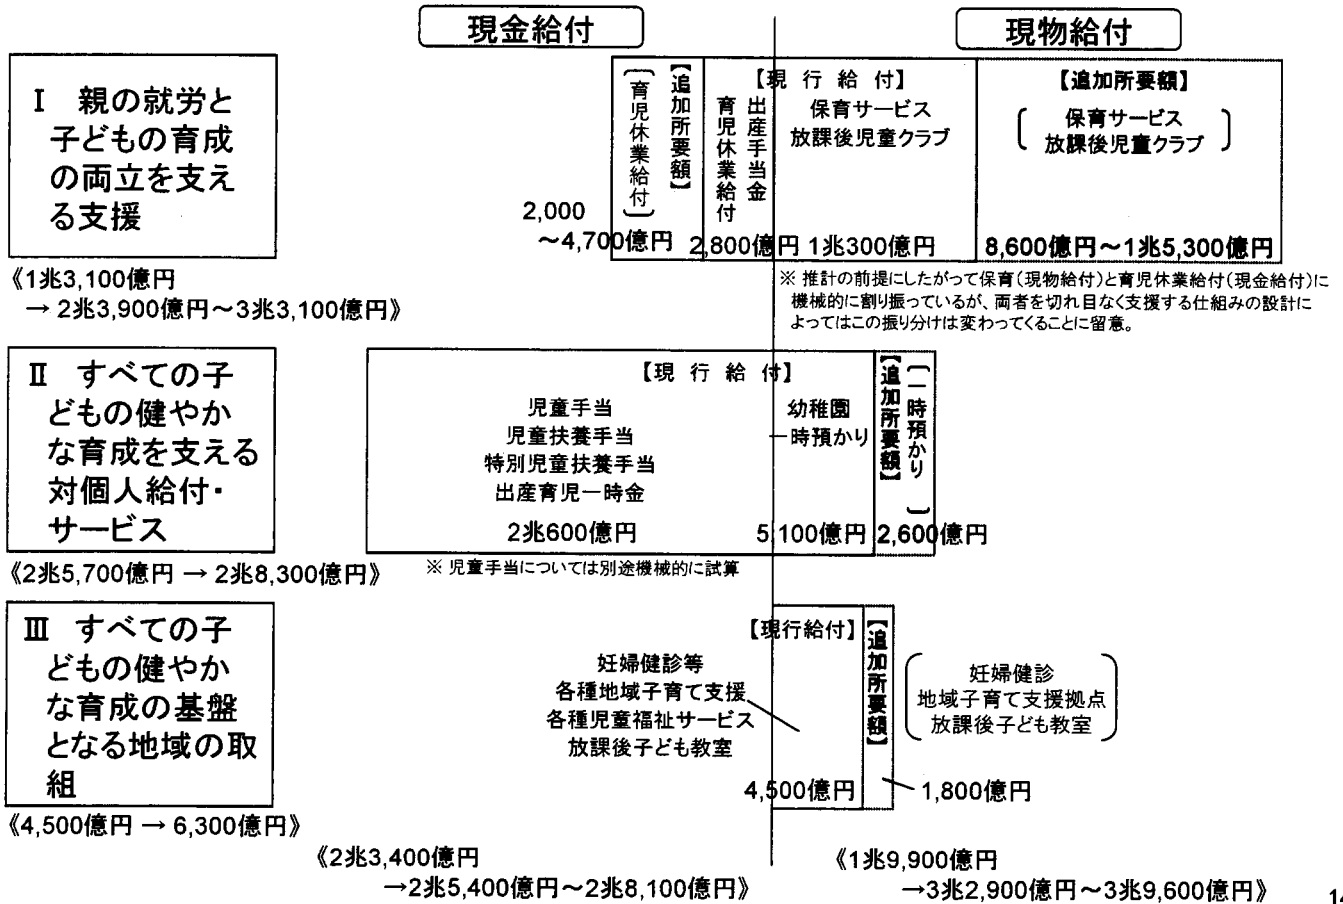 現金給付
現物給付
Ⅰ 親の就労と
子どもの育成
の両立を支え
る支援
《1兆3,100億円
→ 2兆3,900億円～3兆3,100億円》
【追加所要額】
〔育児休業給付〕
2,000
～4,700億円
【現 行 給 付】
出産手当金
育児休業給付
2,800億円
保育サービス
放課後児童クラブ
1兆300億円
【追加所要額】
保育サービス
放課後児童クラブ
8,600億円～1兆5,300億円
※ 推計の前提にしたがって保育(現物給付)と育児休業給付(現金給付)に
機械的に割り振っているが、両者を切れ目なく支援する仕組みの設計に
よってはこの振り分けは変わってくることに留意。
Ⅱ すべての子
どもの健やか
な育成を支える
対個人給付・
サービス
《2兆5,700億円 → 2兆8,300億円》
【現 行 給 付】
児童手当
児童扶養手当
特別児童扶養手当
出産育児一時金
2兆600億円
幼稚園
一時預かり
5,100億円
【追加所要額】
〔一時預かり 〕
2,600億円
※ 児童手当については別途機械的に試算
Ⅲ すべての子
どもの健やか
な育成の基盤
となる地域の取
組
《4,500億円 → 6,300億円》
【現行給付】
妊婦健診等
各種地域子育て支援
各種児童福祉サービス
放課後子ども教室
4,500億円
【追加所要額】
妊婦健診
地域子育て支援拠点
放課後子ども教室
1,800億円
《2兆3,400億円
→2兆5,400億円～2兆8,100億円》
《1兆9,900億円
→3兆2,900億円～3兆9,600億円》